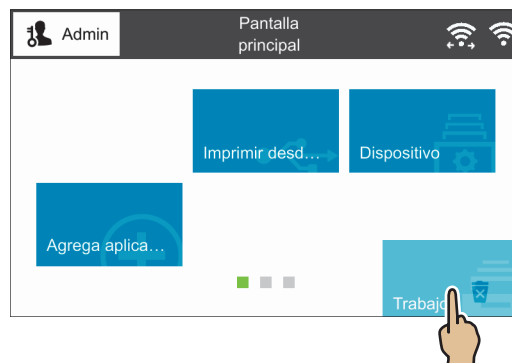 Admin
Pantalla
principal
Imprimir desd...
Dispositivo
Agrega aplica...
Trabajo